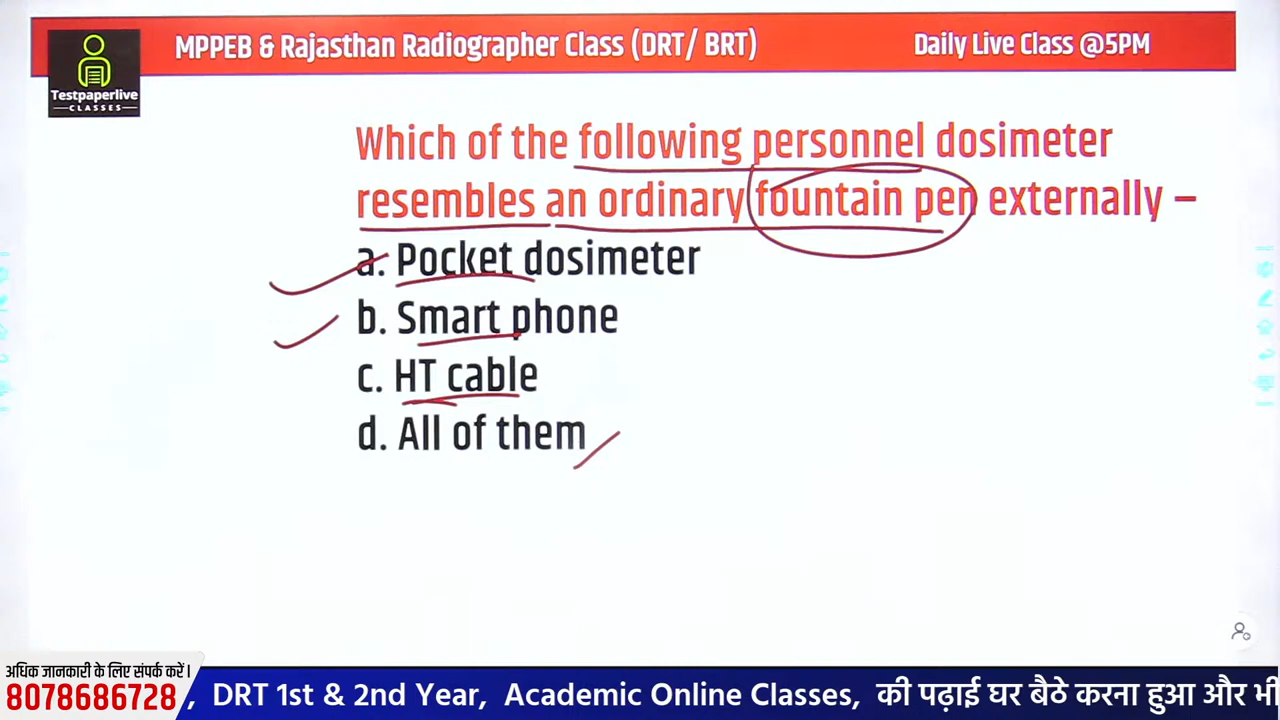 MPPEB & Rajasthan Radiographer Class (DRT/ BRT)
Daily Live Class @5PM
Testpaperlive
CLASSES
Which of the following personnel dosimeter
resembles an ordinary fountain pen externally –
a. Pocket dosimeter
b. Smart phone
c. HT cable
d. All of them
अधिक जानकारी के लिए संपर्क करें।
8078686728
, DRT 1st & 2nd Year, Academic Online Classes, की पढ़ाई घर बैठे करना हुआ और भी